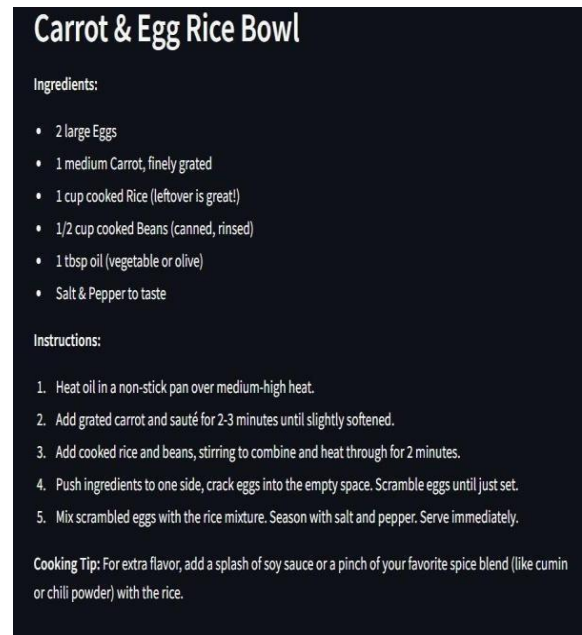 Carrot & Egg Rice Bowl
Ingredients:
• 2 large Eggs
• 1 medium Carrot, finely grated
• 1 cup cooked Rice (leftover is great!)
• 1/2 cup cooked Beans (canned, rinsed)
• 1 tbsp oil (vegetable or olive)
• Salt & Pepper to taste
Instructions:
1. Heat oil in a non-stick pan over medium-high heat.
2. Add grated carrot and sauté for 2-3 minutes until slightly softened.
3. Add cooked rice and beans, stirring to combine and heat through for 2 minutes.
4. Push ingredients to one side, crack eggs into the empty space. Scramble eggs until just set.
5. Mix scrambled eggs with the rice mixture. Season with salt and pepper. Serve immediately.
Cooking Tip: For extra flavor, add a splash of soy sauce or a pinch of your favorite spice blend (like cumin
or chili powder) with the rice.